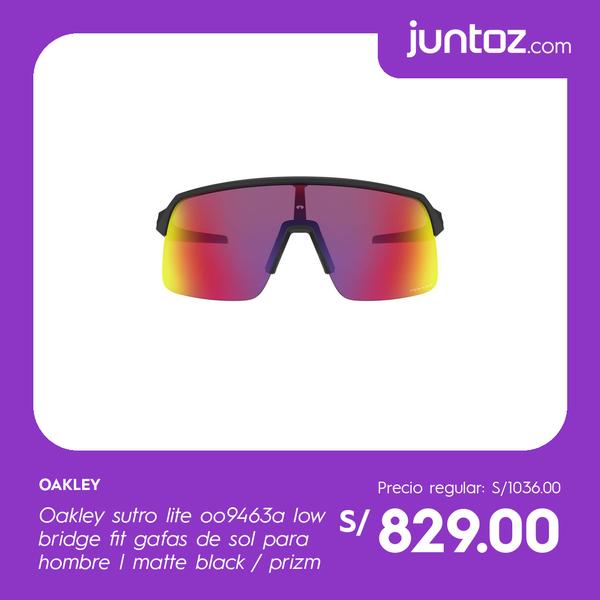 juntoz.com
OAKLEY
Oakley sutro lite oo9463a low
bridge fit gafas de sol para
hombre | matte black / prizm
Precio regular: S/1036.00
S/ 829.00